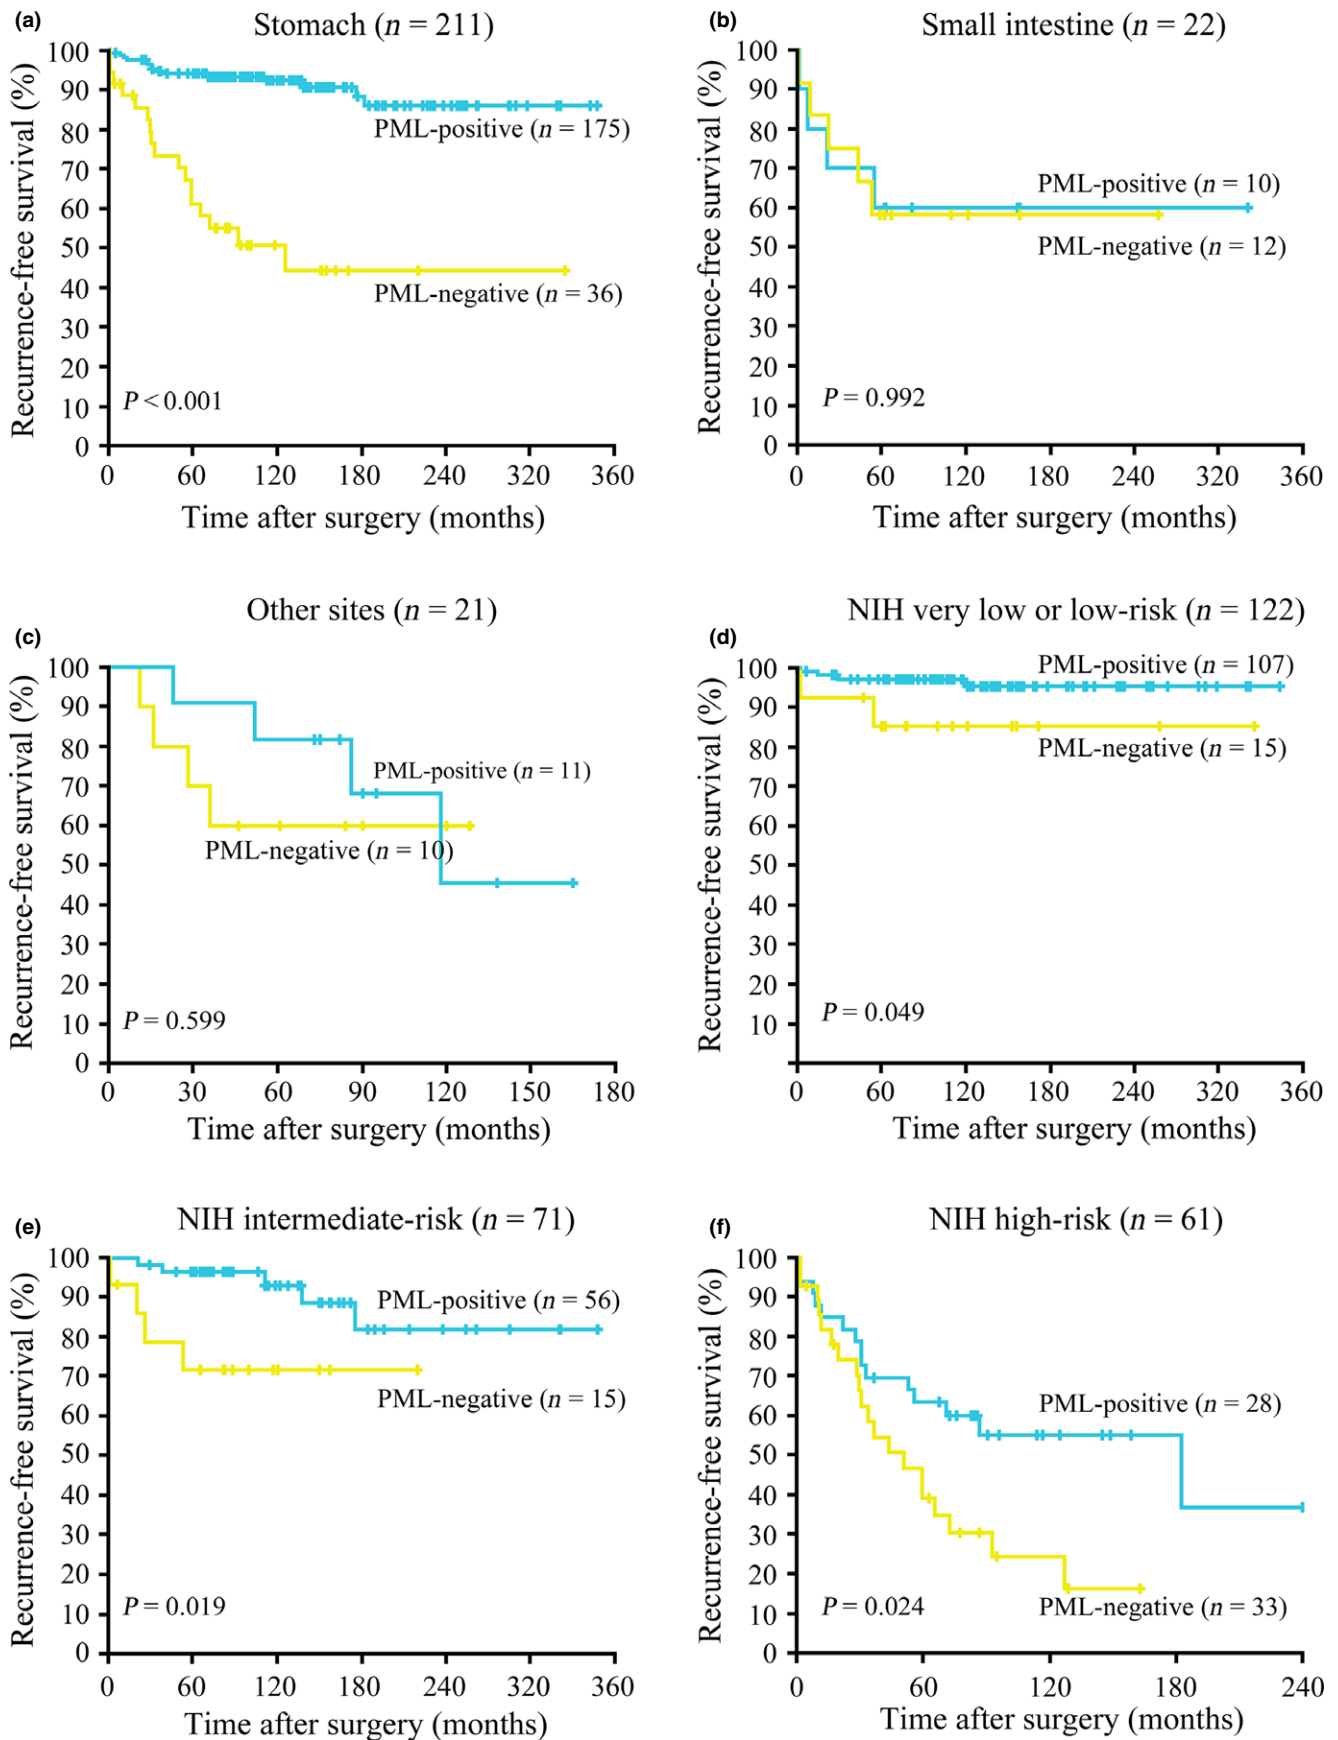 (a)
Stomach (n = 211)
Recurrence-free survival (%)
100
90
80
70
60
50
40
30
20
10
0
PML-positive (n = 175)
PML-negative (n = 36)
P < 0.001
0 60 120 180 240 320 360
Time after surgery (months)
(b)
Small intestine (n = 22)
Recurrence-free survival (%)
100
90
80
70
60
50
40
30
20
10
0
PML-positive (n = 10)
PML-negative (n = 12)
P = 0.992
0 60 120 180 240 320 360
Time after surgery (months)
(c)
Other sites (n = 21)
Recurrence-free survival (%)
100
90
80
70
60
50
40
30
20
10
0
PML-positive (n = 11)
PML-negative (n = 10)
P = 0.599
0 30 60 90 120 150 180
Time after surgery (months)
(d)
NIH very low or low-risk (n = 122)
Recurrence-free survival (%)
100
90
80
70
60
50
40
30
20
10
PML-positive (n = 107)
PML-negative (n = 15)
P = 0.049
0 60 120 180 240 320 360
Time after surgery (months)
(e)
NIH intermediate-risk (n = 71)
Recurrence-free survival (%)
100
90
80
70
60
50
40
30
20
10
0
PML-positive (n = 56)
PML-negative (n = 15)
P = 0.019
0 60 120 180 240 320 360
Time after surgery (months)
(f)
NIH high-risk (n = 61)
Recurrence-free survival (%)
100
90
80
70
60
50
40
30
20
10
0
PML-positive (n = 28)
PML-negative (n = 33)
P = 0.024
0 60 120 180 240
Time after surgery (months)